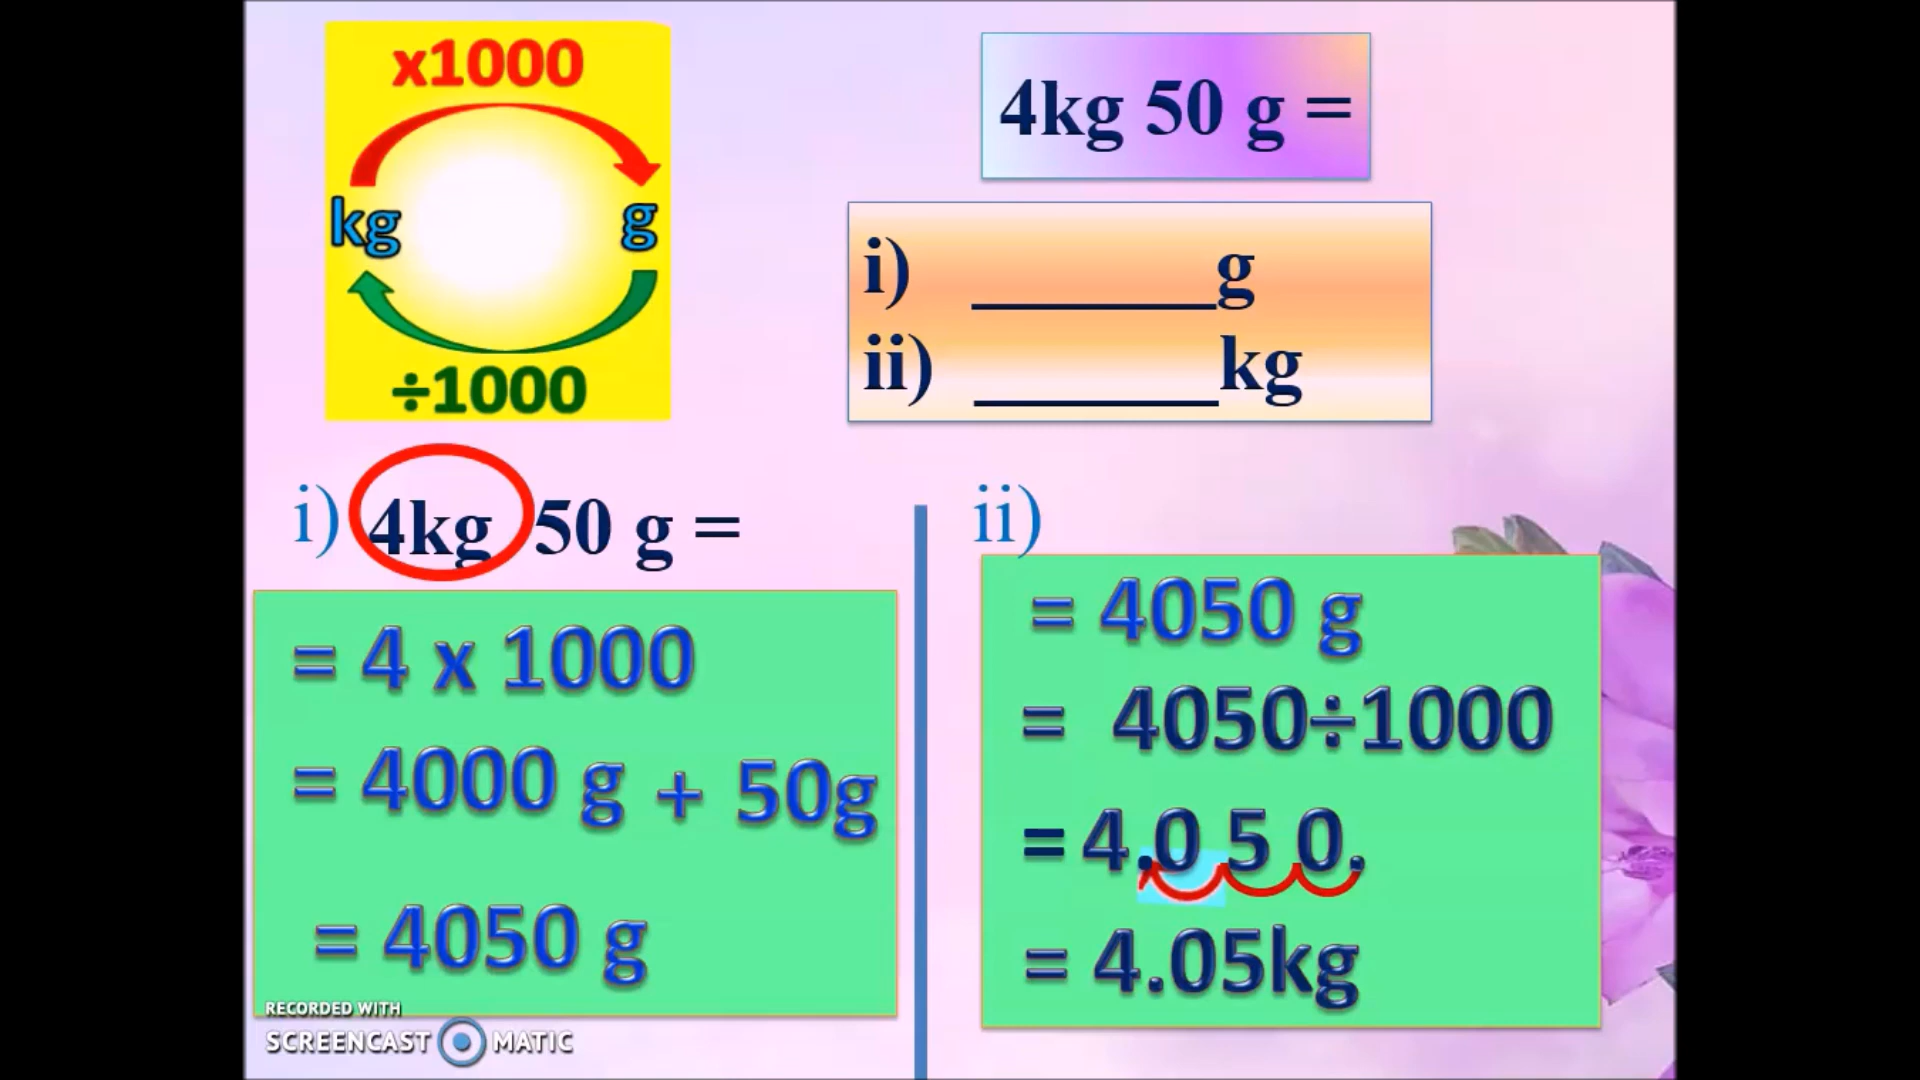 x1000
kg g
÷1000
4kg 50 g =
i) _______g
ii) _______kg
i) 4kg 50 g =
= 4 x 1000
= 4000 g + 50g
= 4050 g
ii)
= 4050 g
= 4050÷1000
= 4.0 5 0.
= 4.05kg
RECORDED WITH
SCREENCAST MATIC